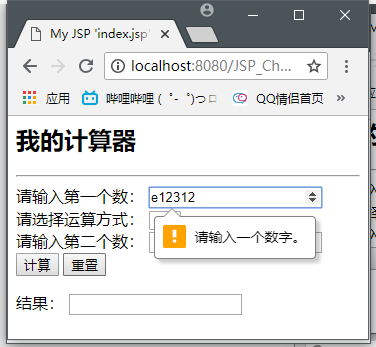 My JSP 'index.jsp'
localhost:8080/JSP_Ch...
应用 哔哩哔哩 ( ゜- ゜)つロ QQ情侣首页 »
我的计算器
请输入第一个数： e12312
请选择运算方式：
请输入第二个数：
请输入一个数字。
计算 重置
结果：